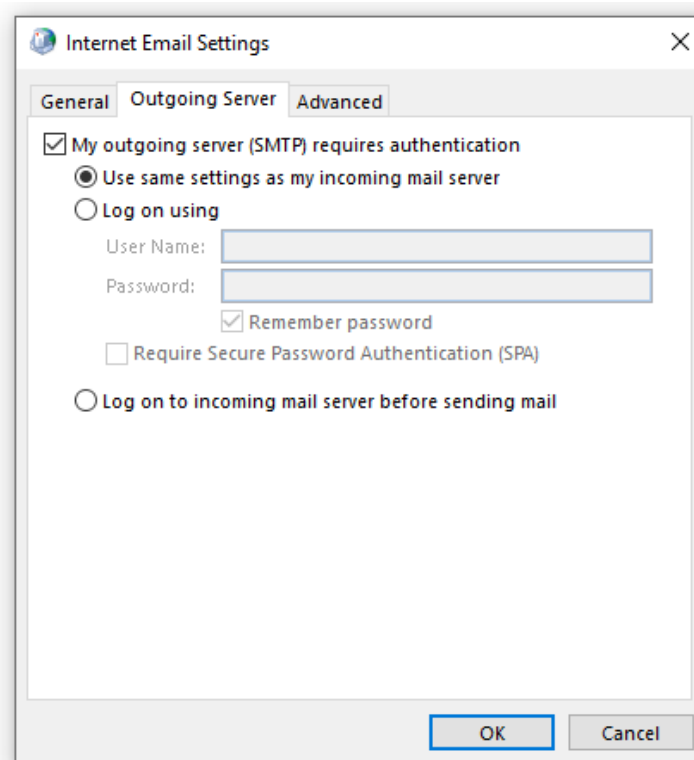 Internet Email Settings
General Outgoing Server Advanced
My outgoing server (SMTP) requires authentication
Use same settings as my incoming mail server
Log on using
User Name:
Password:
Remember password
Require Secure Password Authentication (SPA)
Log on to incoming mail server before sending mail
OK Cancel